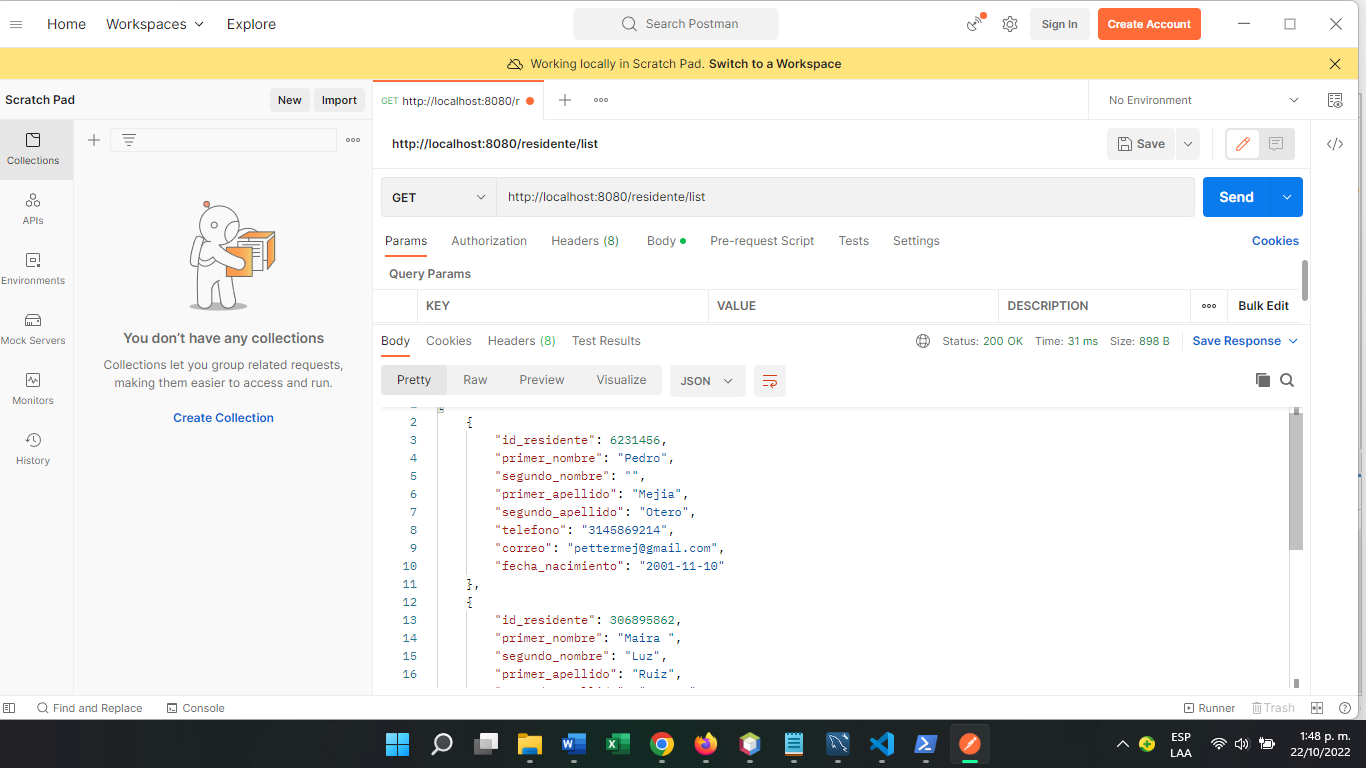 Home Workspaces Explore Search Postman Sign In Create Account
Working locally in Scratch Pad. Switch to a Workspace
Scratch Pad New Import GET http://localhost:8080/r No Environment
http://localhost:8080/residente/list Save
Collections
APIs
Environments
Mock Servers
Monitors
History
You don't have any collections
Collections let you group related requests,
making them easier to access and run.
Create Collection
GET http://localhost:8080/residente/list Send
Params Authorization Headers (8) Body Pre-request Script Tests Settings Cookies
Query Params
KEY VALUE DESCRIPTION Bulk Edit
Body Cookies Headers (8) Test Results Status: 200 OK Time: 31 ms Size: 898 B Save Response
Pretty Raw Preview Visualize JSON
2 {
3 "id_residente": 6231456,
4 "primer_nombre": "Pedro",
5 "segundo_nombre": "",
6 "primer_apellido": "Mejia",
7 "segundo_apellido": "Otero",
8 "telefono": "3145869214",
9 "correo": "pettermej@gmail.com",
10 "fecha_nacimiento": "2001-11-10"
11 },
12 {
13 "id_residente": 306895862,
14 "primer_nombre": "Maira ",
15 "segundo_nombre": "Luz",
16 "primer_apellido": "Ruiz",
Find and Replace Console Runner Trash
ESP
LAA
1:48 p. m.
22/10/2022